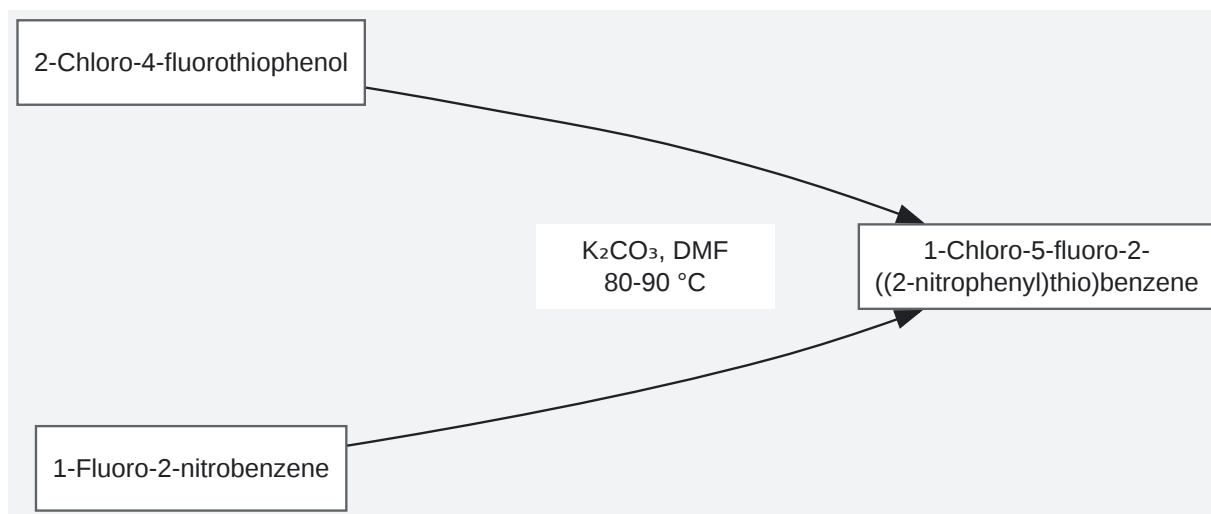 2-Chloro-4-fluorothiophenol
K₂CO₃, DMF
80-90 °C
1-Chloro-5-fluoro-2-
((2-nitrophenyl)thio)benzene
1-Fluoro-2-nitrobenzene